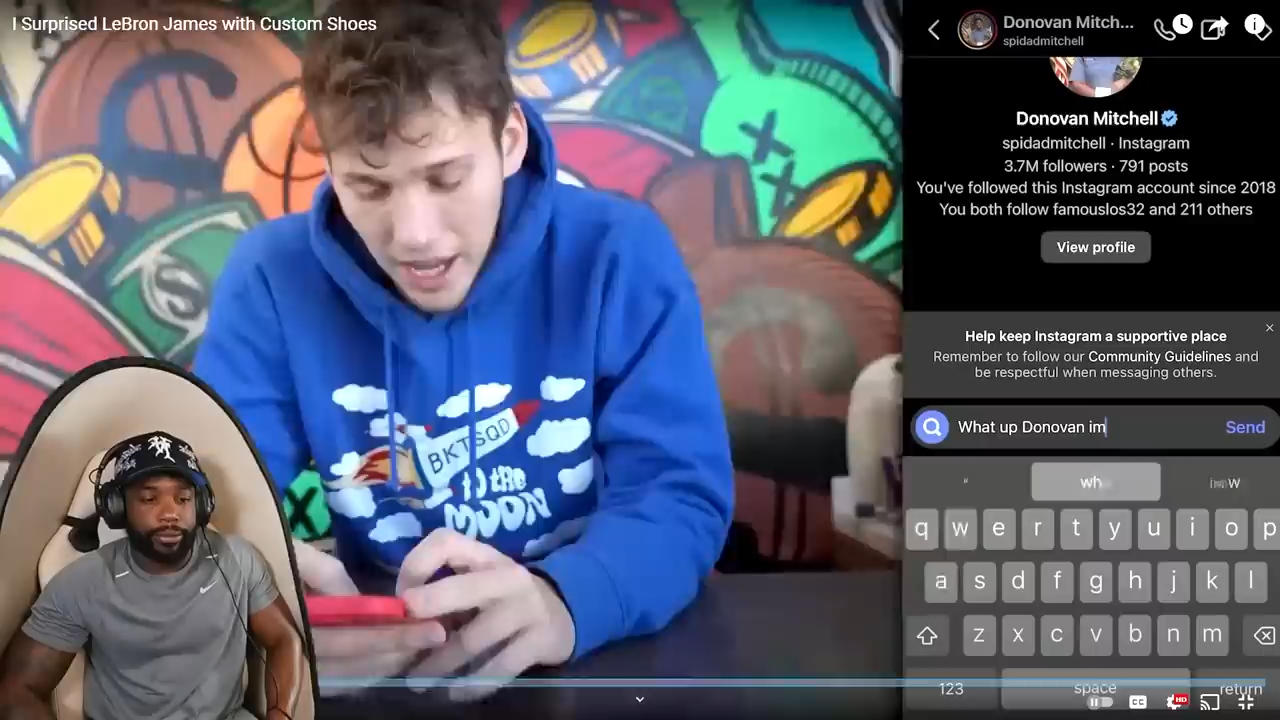 I Surprised LeBron James with Custom Shoes
Donovan Mitch...
spidadmitchell
Donovan Mitchell
spidadmitchell · Instagram
3.7M followers · 791 posts
You've followed this Instagram account since 2018
You both follow famouslos32 and 211 others
View profile
Help keep Instagram a supportive place
Remember to follow our Community Guidelines and
be respectful when messaging others.
What up Donovan im
Send
wh
q w e r t y u i o p
a s d f g h j k l
z x c v b n m
123 space return
CC HD
BKTSQD
to the
MOON